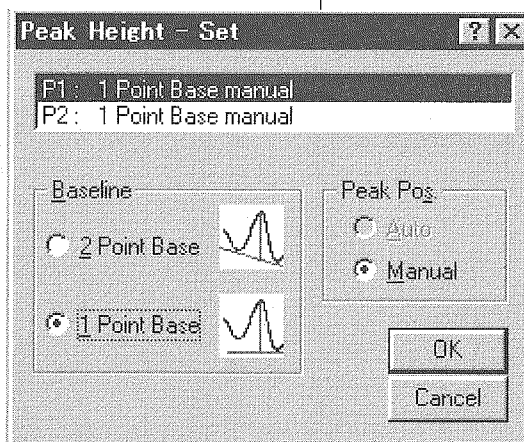 Peak Height - Set
P1 : 1 Point Base manual
P2 : 1 Point Base manual
Baseline
2 Point Base
1 Point Base
Peak Pos.
Auto
Manual
OK
Cancel